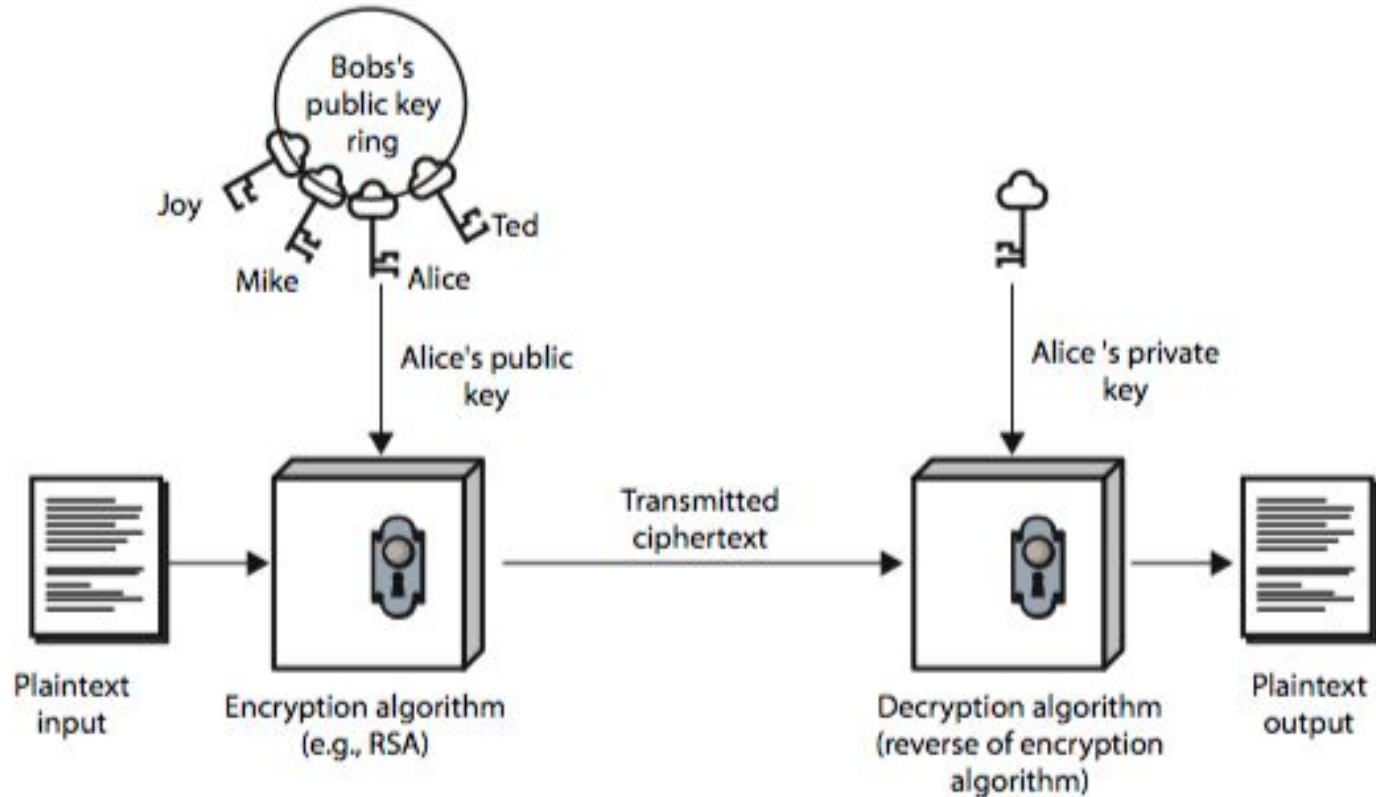 Bobs's
public key
ring
Joy
Mike
Alice
Ted
Alice's public
key
Alice 's private
key
Transmitted
ciphertext
Plaintext
input
Encryption algorithm
(e.g., RSA)
Decryption algorithm
(reverse of encryption
algorithm)
Plaintext
output